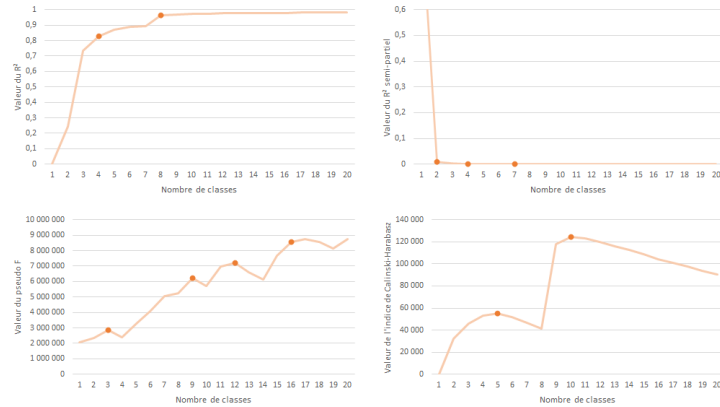 Valeur du R²
1
0,9
0,8
0,7
0,6
0,5
0,4
0,3
0,2
0,1
0
1 2 3 4 5 6 7 8 9 10 11 12 13 14 15 16 17 18 19 20
Nombre de classes
Valeur du R² semi-partiel
0,6
0,5
0,4
0,3
0,2
0,1
0
1 2 3 4 5 6 7 8 9 10 11 12 13 14 15 16 17 18 19 20
Nombre de classes
Valeur du pseudo F
10 000 000
9 000 000
8 000 000
7 000 000
6 000 000
5 000 000
4 000 000
3 000 000
2 000 000
1 000 000
0
1 2 3 4 5 6 7 8 9 10 11 12 13 14 15 16 17 18 19 20
Nombre de classes
Valeur de l'indice de Calinski-Harabasz
140 000
120 000
100 000
80 000
60 000
40 000
20 000
0
1 2 3 4 5 6 7 8 9 10 11 12 13 14 15 16 17 18 19 20
Nombre de classes